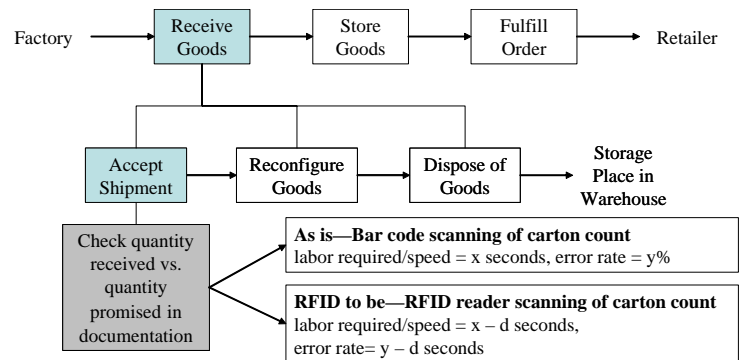 Factory
Receive
Goods
Store
Goods
Fulfill
Order
Retailer
Accept
Shipment
Reconfigure
Goods
Dispose of
Goods
Storage
Place in
Warehouse
Check quantity
received vs.
quantity
promised in
documentation
As is—Bar code scanning of carton count
labor required/speed = x seconds, error rate = y%
RFID to be—RFID reader scanning of carton count
labor required/speed = x – d seconds,
error rate= y – d seconds